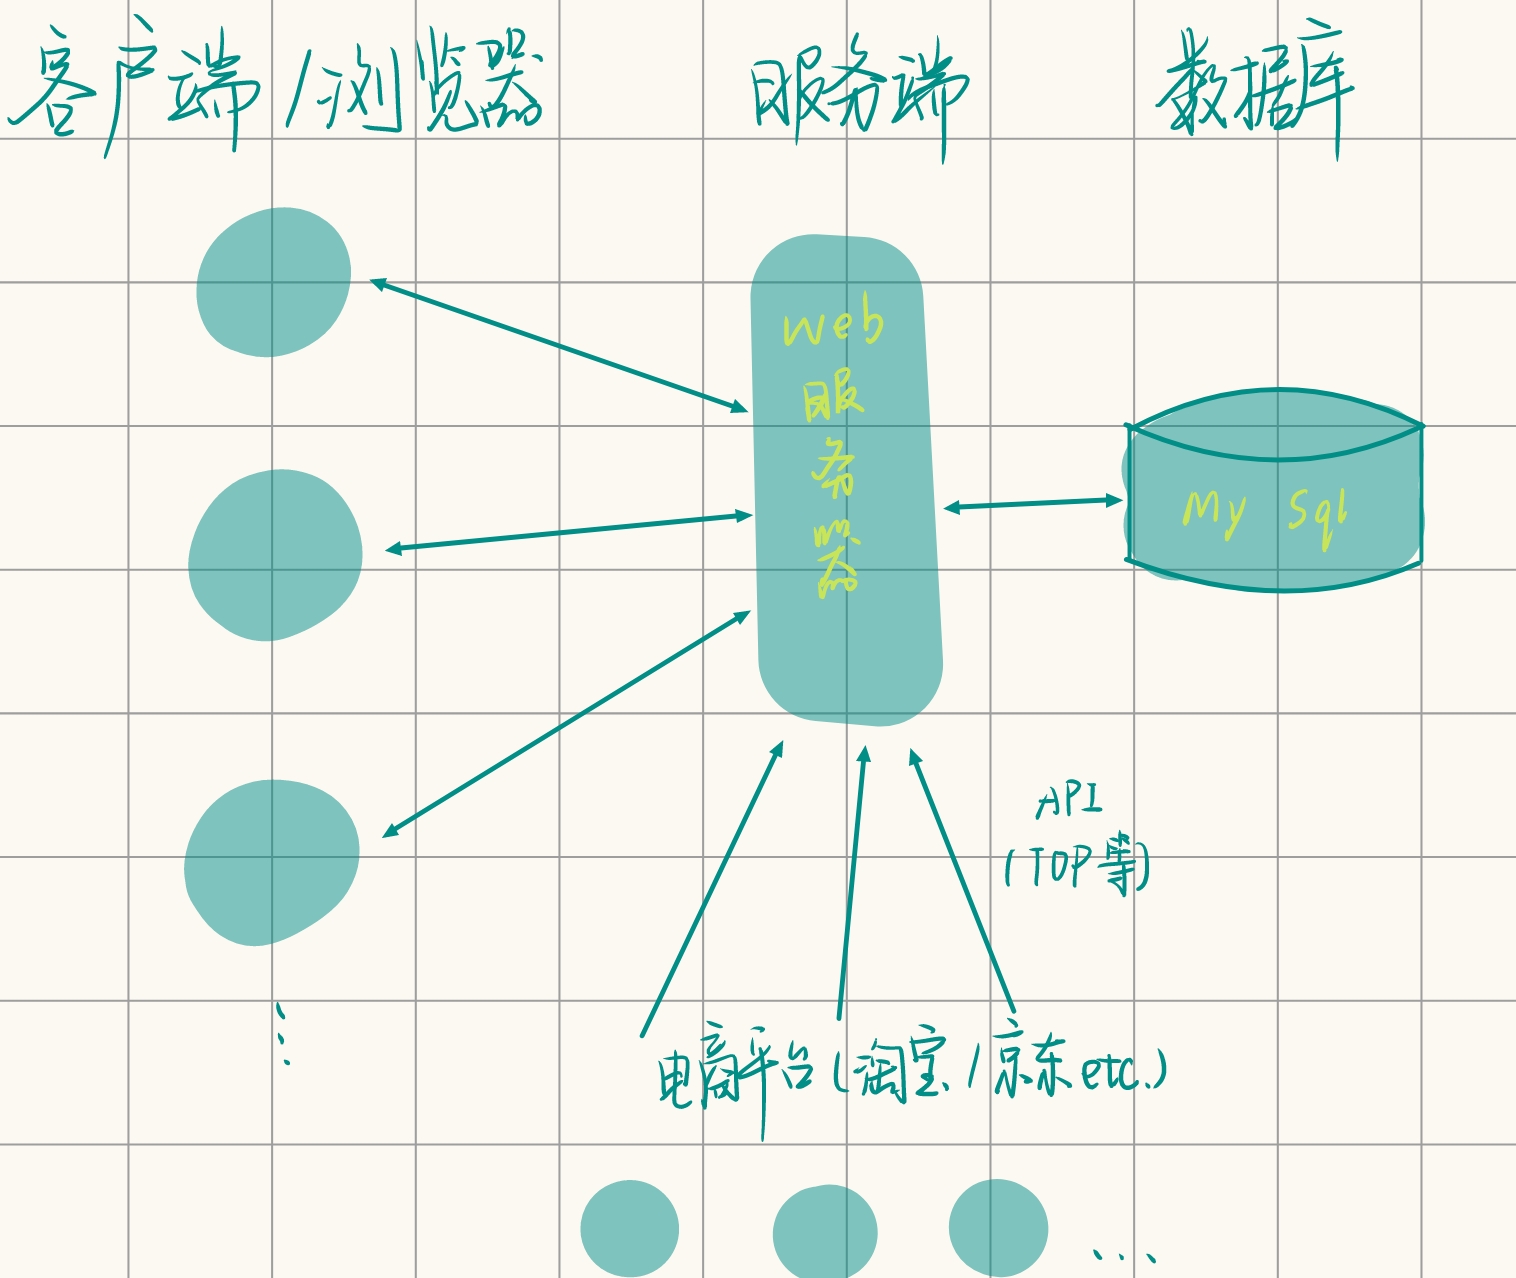 客户端/浏览器
服务端
数据库
Web
服
务
器
My Sql
API
(TOP等)
电商平台(淘宝/京东etc.)